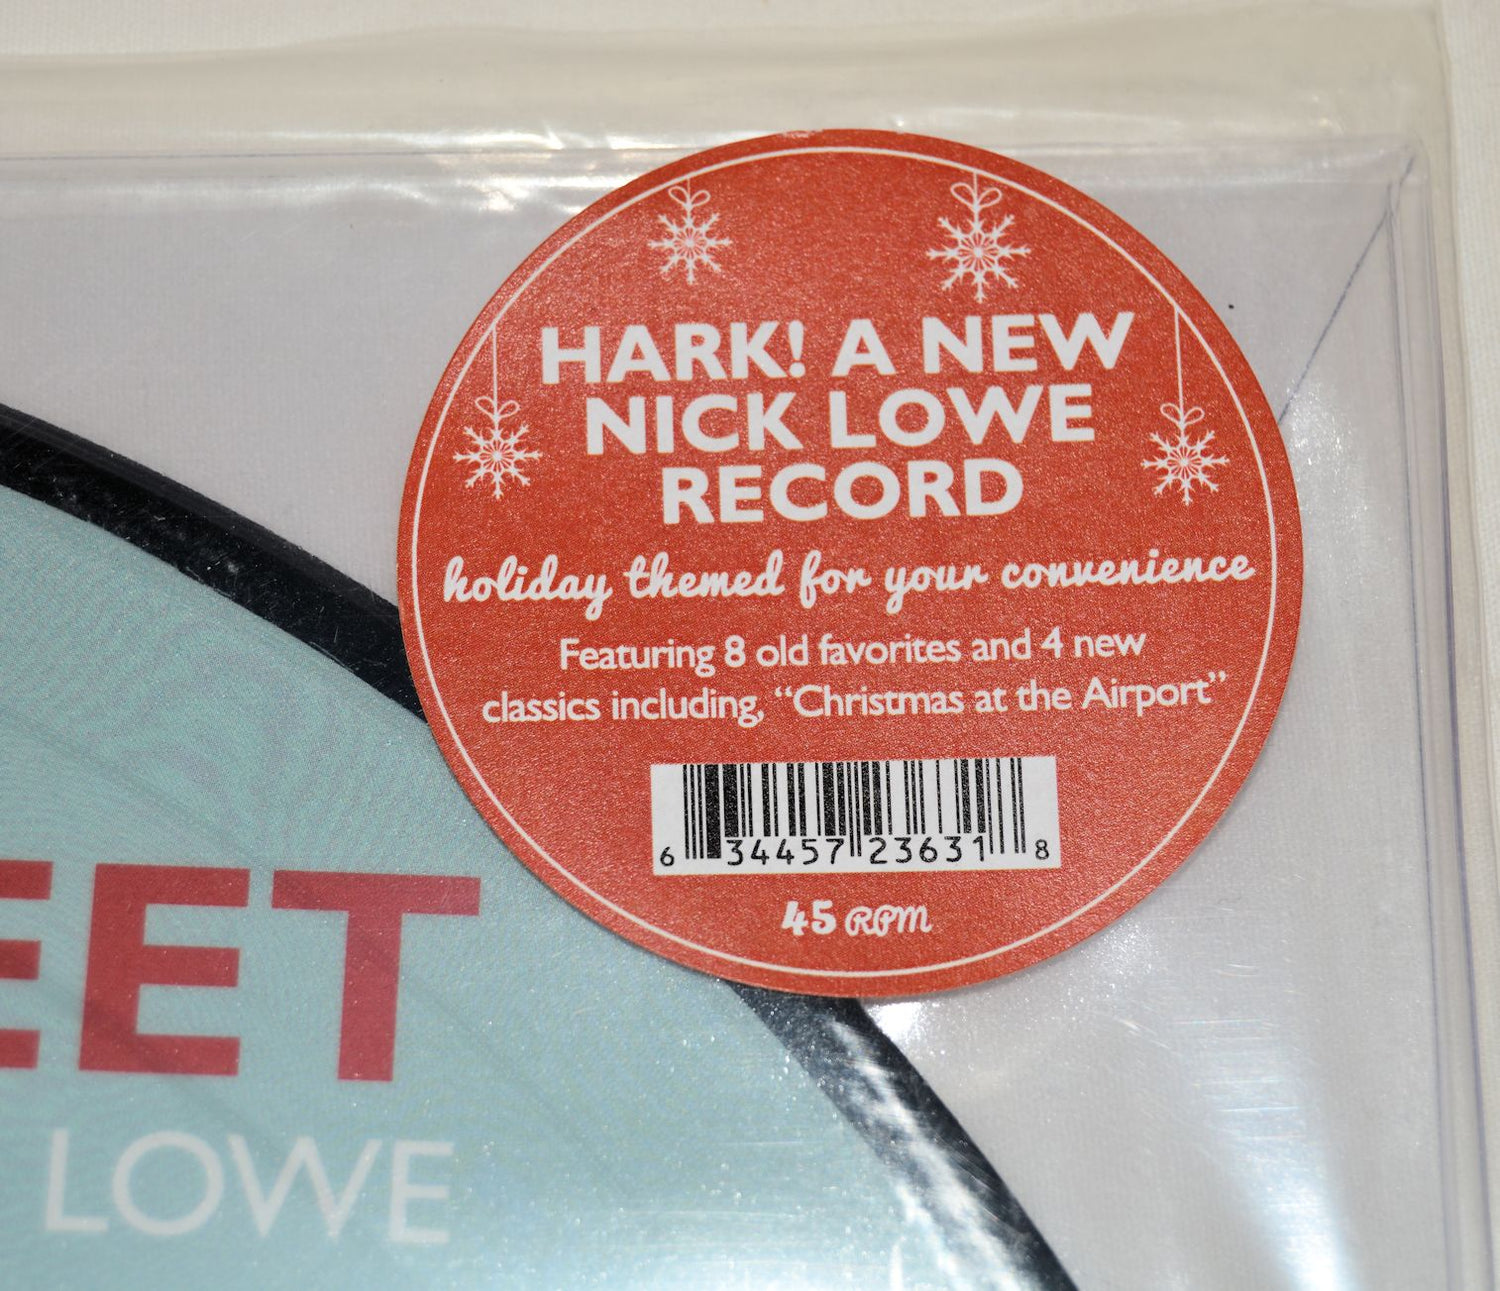 HARK! A NEW
NICK LOWE
RECORD
holiday themed for your convenience
Featuring 8 old favorites and 4 new
classics including, “Christmas at the Airport”
6 34457 23631 8
45 RPM
EET
LOWE